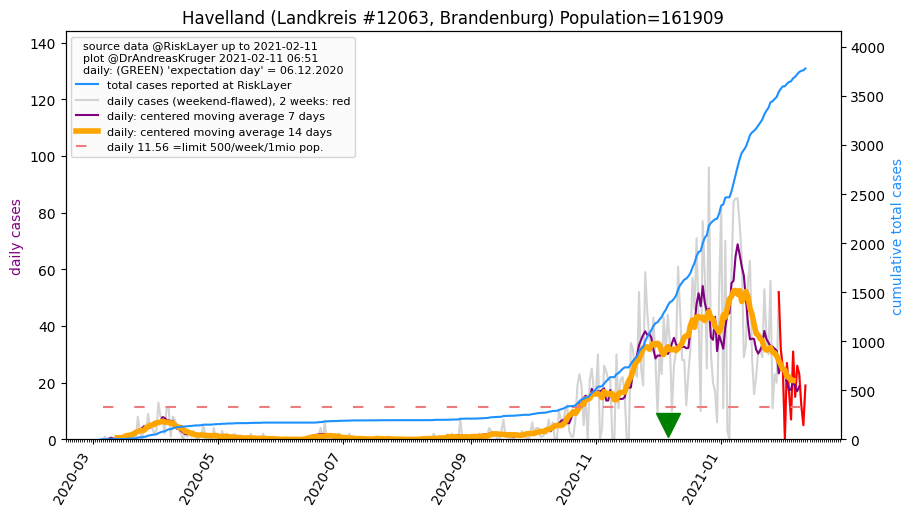 Havelland (Landkreis #12063, Brandenburg) Population=161909
source data @RiskLayer up to 2021-02-11
plot @DrAndreasKruger 2021-02-11 06:51
daily: (GREEN) 'expectation day' = 06.12.2020
total cases reported at RiskLayer
daily cases (weekend-flawed), 2 weeks: red
daily: centered moving average 7 days
daily: centered moving average 14 days
daily 11.56 =limit 500/week/1mio pop.
daily cases
140
120
100
80
60
40
20
0
cumulative total cases
4000
3500
3000
2500
2000
1500
1000
500
0
2020-03
2020-05
2020-07
2020-09
2020-11
2021-01